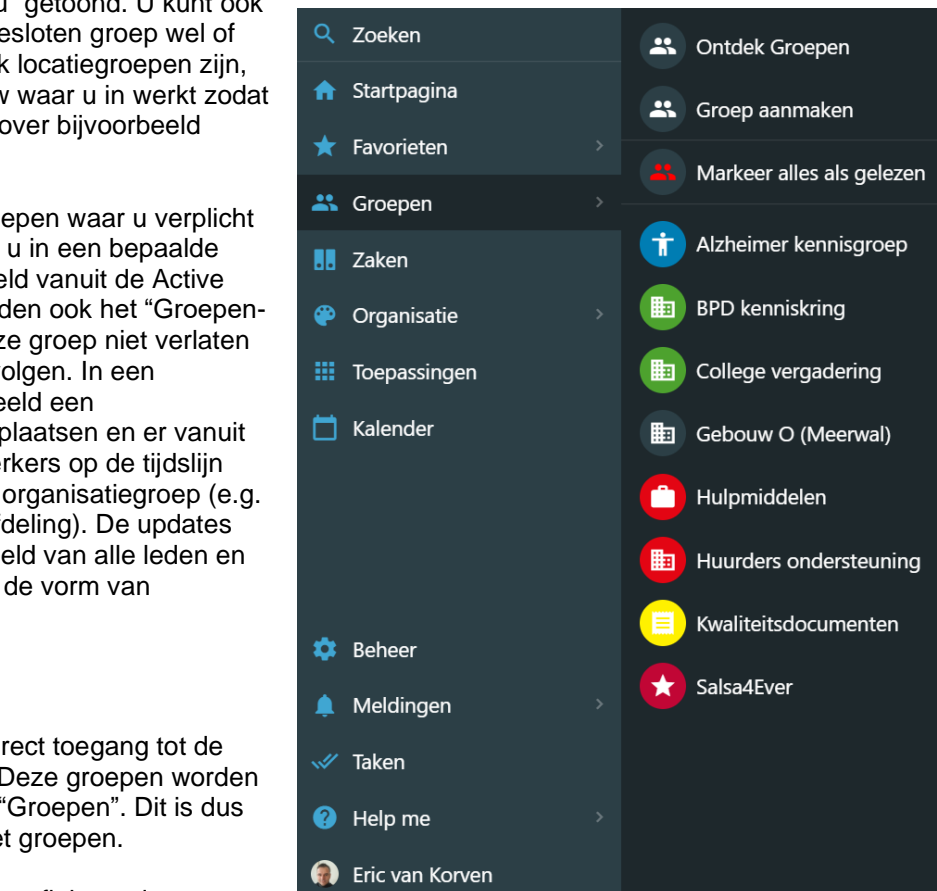 u" getoond. U kunt ook
esloten groep wel of
k locatiegroepen zijn,
w waar u in werkt zodat
over bijvoorbeeld
epen waar u verplicht
u in een bepaalde
eld vanuit de Active
den ook het “Groepen-
ze groep niet verlaten
olgen. In een
eeld een
plaatsen en er vanuit
erkers op de tijdslijn
organisatiegroep (e.g.
deling). De updates
eld van alle leden en
de vorm van
rect toegang tot de
Deze groepen worden
“Groepen”. Dit is dus
et groepen.
Zoeken
Startpagina
Favorieten
Groepen
Zaken
Organisatie
Toepassingen
Kalender
Beheer
Meldingen
Taken
Help me
Eric van Korven
Ontdek Groepen
Groep aanmaken
Markeer alles als gelezen
Alzheimer kennisgroep
BPD kenniskring
College vergadering
Gebouw O (Meerwal)
Hulpmiddelen
Huurders ondersteuning
Kwaliteitsdocumenten
Salsa4Ever